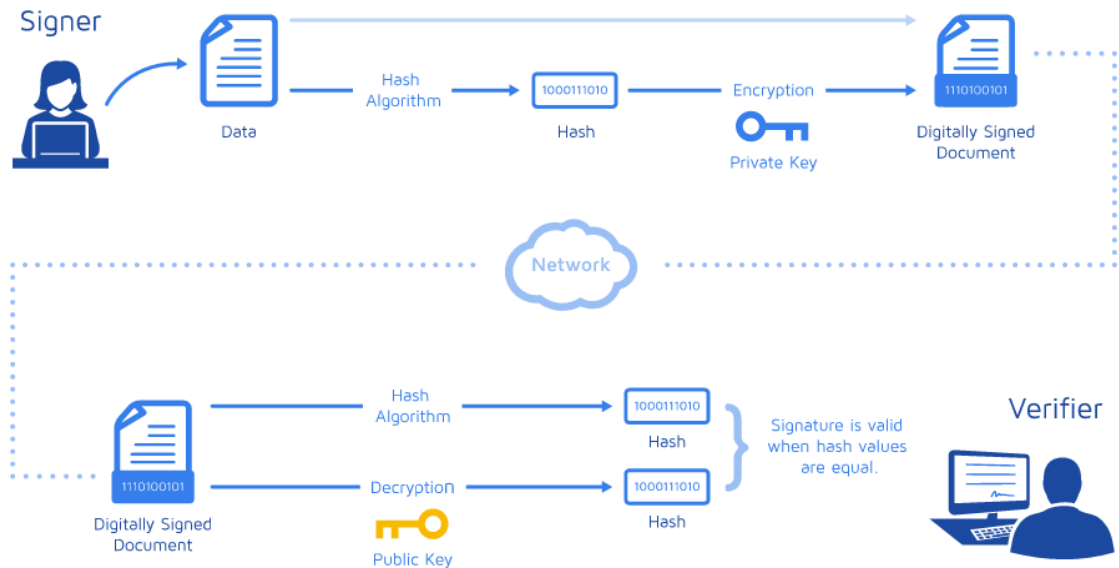 Signer
Hash
Algorithm
1000111010
Encryption
1110100101
Data
Hash
Private Key
Digitally Signed
Document
Network
Hash
Algorithm
1000111010
Hash
Signature is valid
when hash values
are equal.
Verifier
1110100101
Decryption
1000111010
Hash
Digitally Signed
Document
Public Key